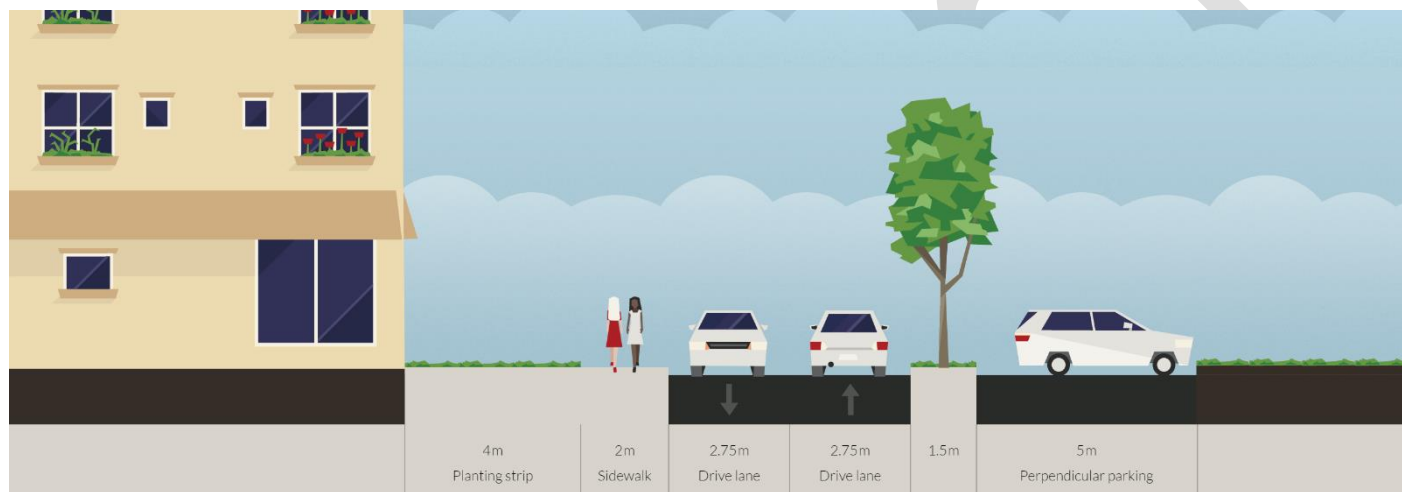 4m
Planting strip
2m
Sidewalk
2.75m
Drive lane
2.75m
Drive lane
1.5m
5m
Perpendicular parking